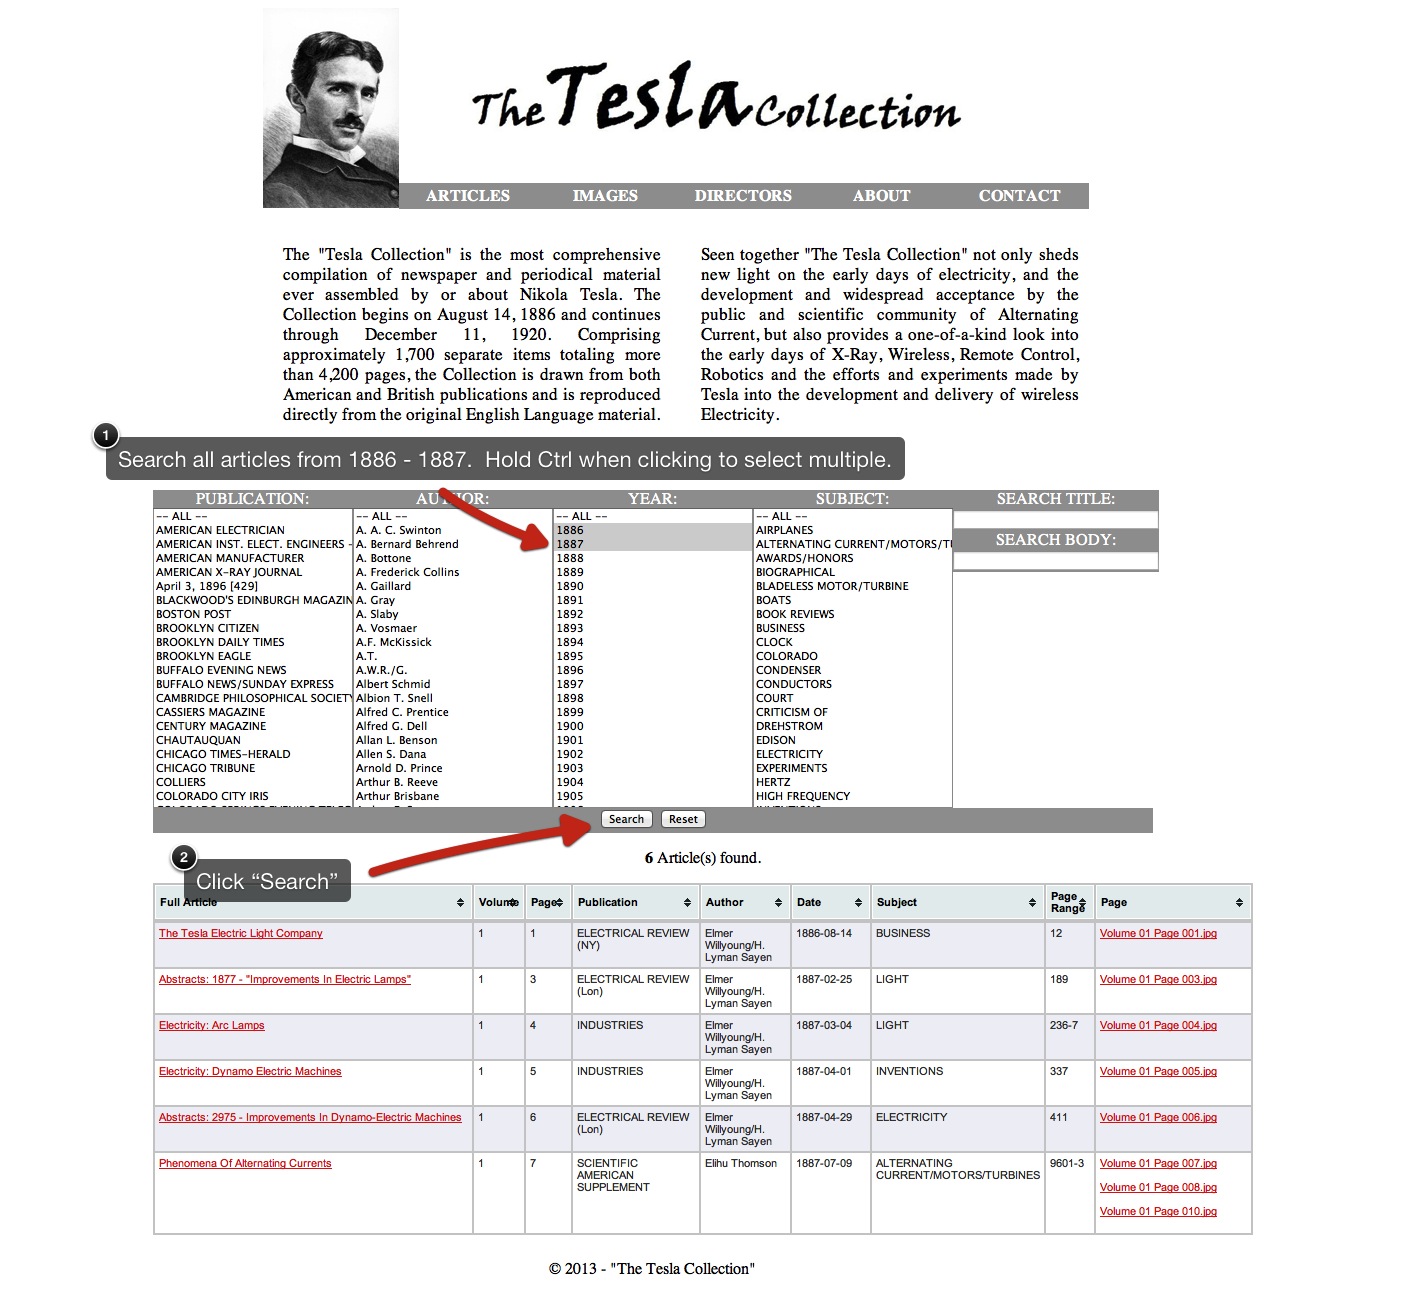 The Tesla Collection
ARTICLES IMAGES DIRECTORS ABOUT CONTACT
The "Tesla Collection" is the most comprehensive
compilation of newspaper and periodical material
ever assembled by or about Nikola Tesla. The
Collection begins on August 14, 1886 and continues
through December 11, 1920. Comprising
approximately 1,700 separate items totaling more
than 4,200 pages, the Collection is drawn from both
American and British publications and is reproduced
directly from the original English Language material.
Seen together "The Tesla Collection" not only sheds
new light on the early days of electricity, and the
development and widespread acceptance by the
public and scientific community of Alternating
Current, but also provides a one-of-a-kind look into
the early days of X-Ray, Wireless, Remote Control,
Robotics and the efforts and experiments made by
Tesla into the development and delivery of wireless
Electricity.
1
Search all articles from 1886 - 1887. Hold Ctrl when clicking to select multiple.
PUBLICATION:
-- ALL --
AMERICAN ELECTRICIAN
AMERICAN INST. ELECT. ENGINEERS -
AMERICAN MANUFACTURER
AMERICAN X-RAY JOURNAL
April 3, 1896 [429]
BLACKWOOD'S EDINBURGH MAGAZIN
BOSTON POST
BROOKLYN CITIZEN
BROOKLYN DAILY TIMES
BROOKLYN EAGLE
BUFFALO EVENING NEWS
BUFFALO NEWS/SUNDAY EXPRESS
CAMBRIDGE PHILOSOPHICAL SOCIETY
CASSIERS MAGAZINE
CENTURY MAGAZINE
CHAUTAUQUAN
CHICAGO TIMES-HERALD
CHICAGO TRIBUNE
COLLIERS
COLORADO CITY IRIS
AUTHOR:
-- ALL --
A. A. C. Swinton
A. Bernard Behrend
A. Bottone
A. Frederick Collins
A. Gaillard
A. Gray
A. Slaby
A. Vosmaer
A.F. McKissick
A.T.
A.W.R./G.
Albert Schmid
Albion T. Snell
Alfred C. Prentice
Alfred G. Dell
Allan L. Benson
Allen S. Dana
Arnold D. Prince
Arthur B. Reeve
Arthur Brisbane
YEAR:
-- ALL --
1886
1887
1888
1889
1890
1891
1892
1893
1894
1895
1896
1897
1898
1899
1900
1901
1902
1903
1904
1905
SUBJECT:
-- ALL --
AIRPLANES
ALTERNATING CURRENT/MOTORS/T
AWARDS/HONORS
BIOGRAPHICAL
BLADELESS MOTOR/TURBINE
BOATS
BOOK REVIEWS
BUSINESS
CLOCK
COLORADO
CONDENSER
CONDUCTORS
COURT
CRITICISM OF
DREHSTROM
EDISON
ELECTRICITY
EXPERIMENTS
HERTZ
HIGH FREQUENCY
SEARCH TITLE:
SEARCH BODY:
Search Reset
2
Click “Search”
6 Article(s) found.
Full Article Volume Page Publication Author Date Subject Page Range Page
The Tesla Electric Light Company 1 1 ELECTRICAL REVIEW (NY) Elmer Willyoung/H. Lyman Sayen 1886-08-14 BUSINESS 12 Volume 01 Page 001.jpg
Abstracts: 1877 - "Improvements In Electric Lamps" 1 3 ELECTRICAL REVIEW (Lon) Elmer Willyoung/H. Lyman Sayen 1887-02-25 LIGHT 189 Volume 01 Page 003.jpg
Electricity: Arc Lamps 1 4 INDUSTRIES Elmer Willyoung/H. Lyman Sayen 1887-03-04 LIGHT 236-7 Volume 01 Page 004.jpg
Electricity: Dynamo Electric Machines 1 5 INDUSTRIES Elmer Willyoung/H. Lyman Sayen 1887-04-01 INVENTIONS 337 Volume 01 Page 005.jpg
Abstracts: 2975 - Improvements In Dynamo-Electric Machines 1 6 ELECTRICAL REVIEW (Lon) Elmer Willyoung/H. Lyman Sayen 1887-04-29 ELECTRICITY 411 Volume 01 Page 006.jpg
Phenomena Of Alternating Currents 1 7 SCIENTIFIC AMERICAN SUPPLEMENT Elihu Thomson 1887-07-09 ALTERNATING CURRENT/MOTORS/TURBINES 9601-3 Volume 01 Page 007.jpg
Volume 01 Page 008.jpg
Volume 01 Page 010.jpg
© 2013 - "The Tesla Collection"